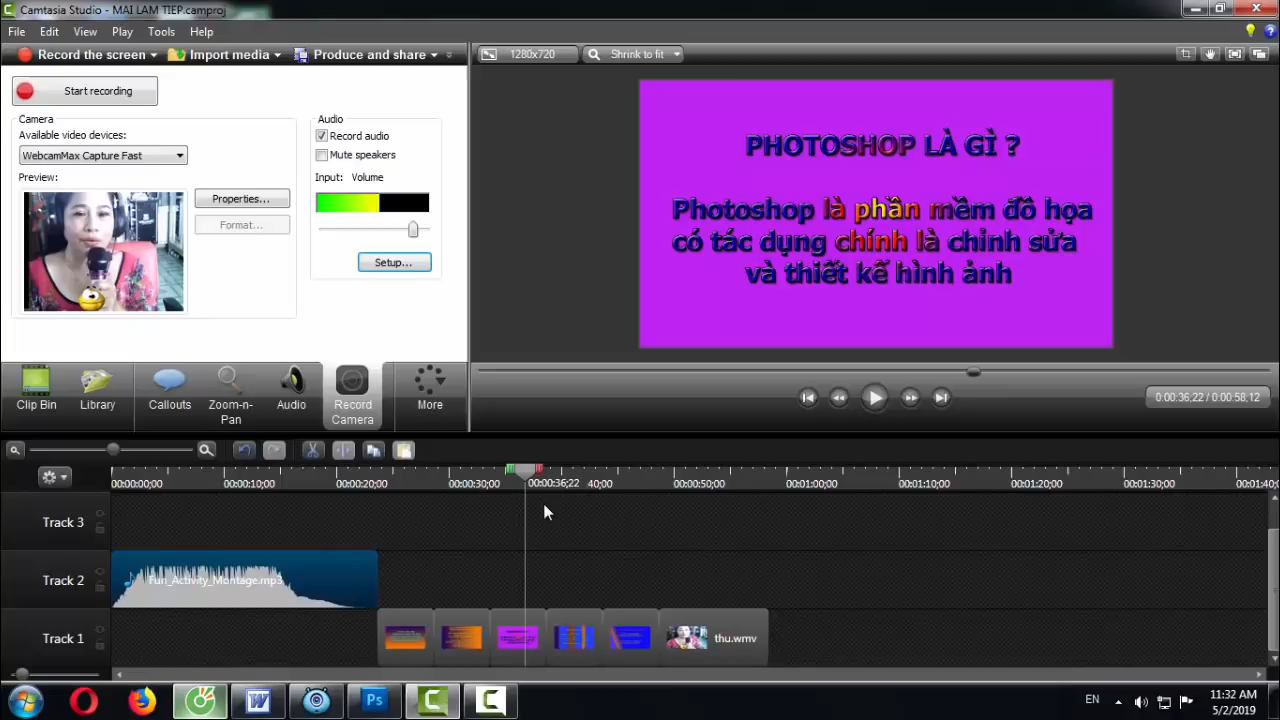 Camtasia Studio - MAI LAM TIEP.camproj
File Edit View Play Tools Help
Record the screen Import media Produce and share
1280x720 Shrink to fit
Start recording
Camera
Available video devices:
WebcamMax Capture Fast
Preview:
Properties...
Format...
Audio
Record audio
Mute speakers
Input: Volume
Setup...
PHOTOSHOP LÀ GÌ ?
Photoshop là phần mềm đồ họa
có tác dụng chính là chỉnh sửa
và thiết kế hình ảnh
Clip Bin Library Callouts Zoom-n-Pan Audio Record Camera More
0:00:36;22 / 0:00:58;12
00:00:00;00 00:00:10;00 00:00:20;00 00:00:30;00 00:00:36;22 40;00 00:00:50;00 00:01:00;00 00:01:10;00 00:01:20;00 00:01:30;00 00:01:40;
Track 3
Track 2 Fun_Activity_Montage.mp3
Track 1 thu.wmv
EN
11:32 AM
5/2/2019